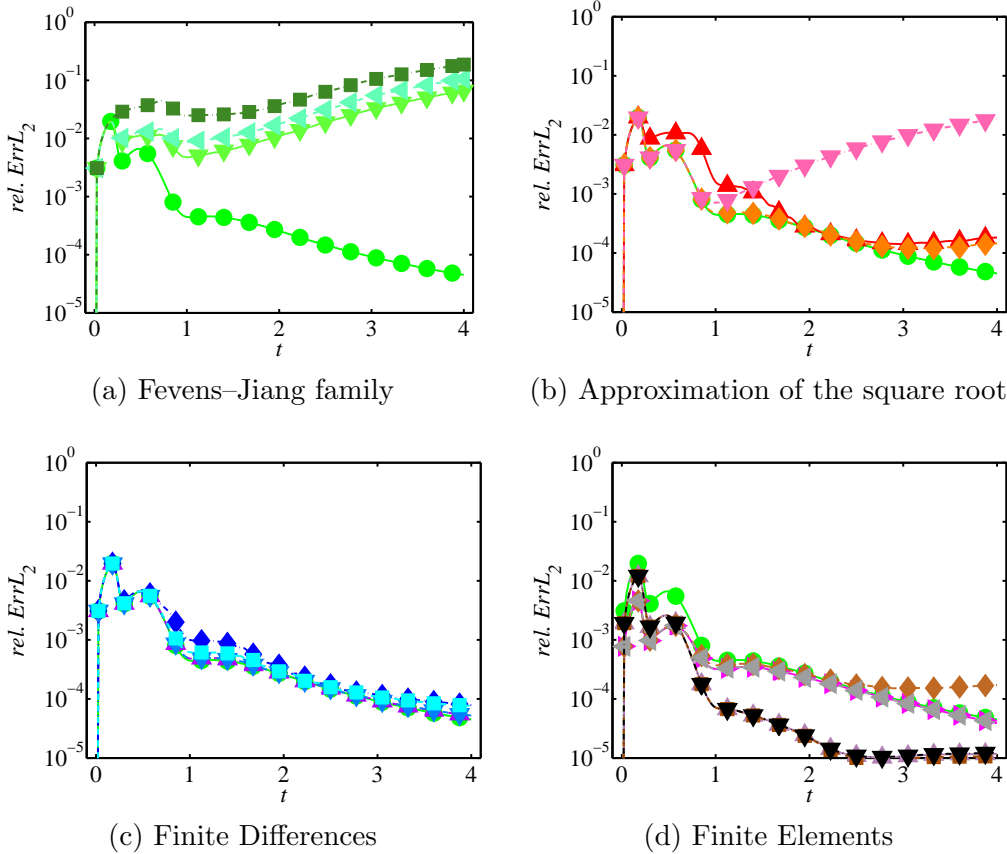 10^0
10^-1
10^-2
10^-3
10^-4
10^-5
rel. ErrL_2
0 1 2 3 4
t
(a) Fevens–Jiang family
10^0
10^-1
10^-2
10^-3
10^-4
10^-5
rel. ErrL_2
0 1 2 3 4
t
(b) Approximation of the square root
10^0
10^-1
10^-2
10^-3
10^-4
10^-5
rel. ErrL_2
0 1 2 3 4
t
(c) Finite Differences
10^0
10^-1
10^-2
10^-3
10^-4
10^-5
rel. ErrL_2
0 1 2 3 4
t
(d) Finite Elements